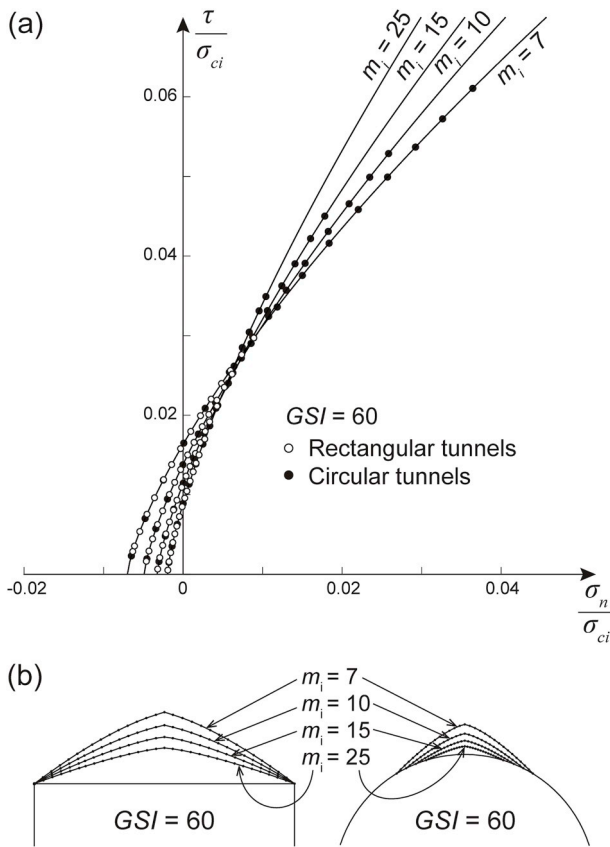 (a)
τ
σci
mi = 25
mi = 15
mi = 10
mi = 7
0.06
0.04
0.02
GSI = 60
Rectangular tunnels
Circular tunnels
-0.02 0 0.02 0.04
σn
σci
(b)
mi = 7
mi = 10
mi = 15
mi = 25
GSI = 60 GSI = 60